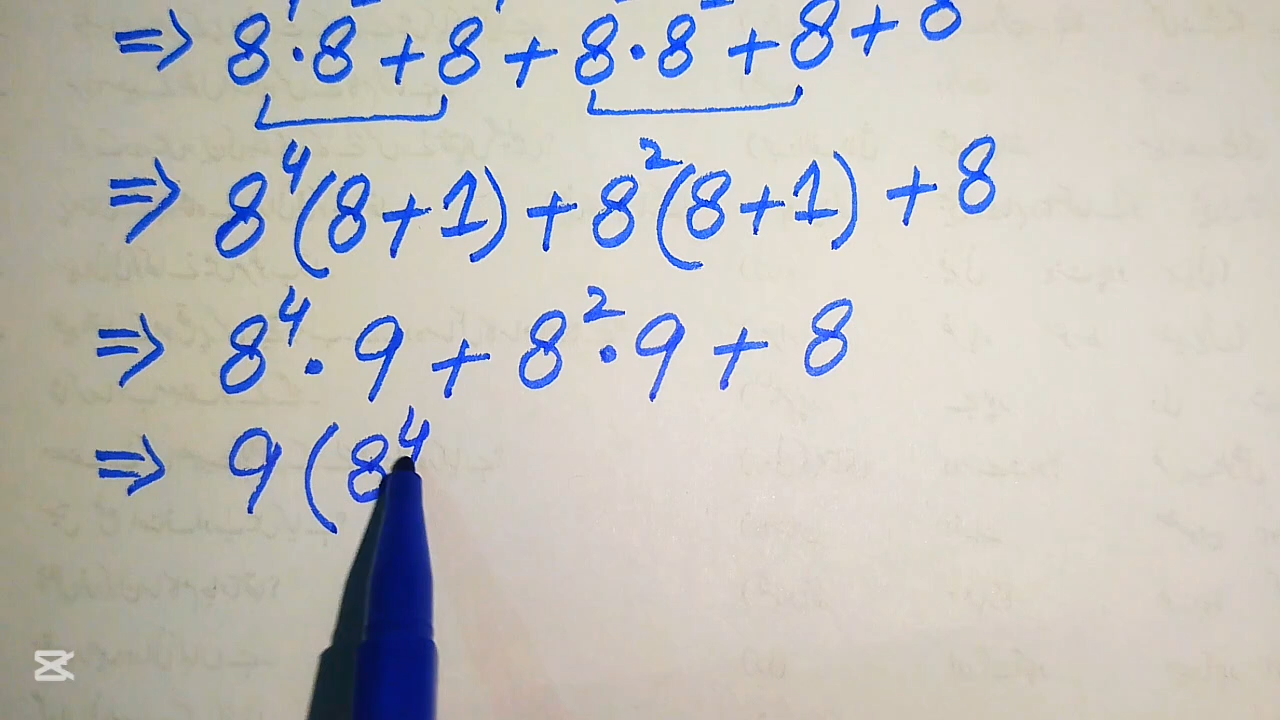 => 8·8 + 8 + 8·8 + 8 + 8
=> 8⁴(8+1) + 8²(8+1) + 8
=> 8⁴·9 + 8²·9 + 8
=> 9(8⁴